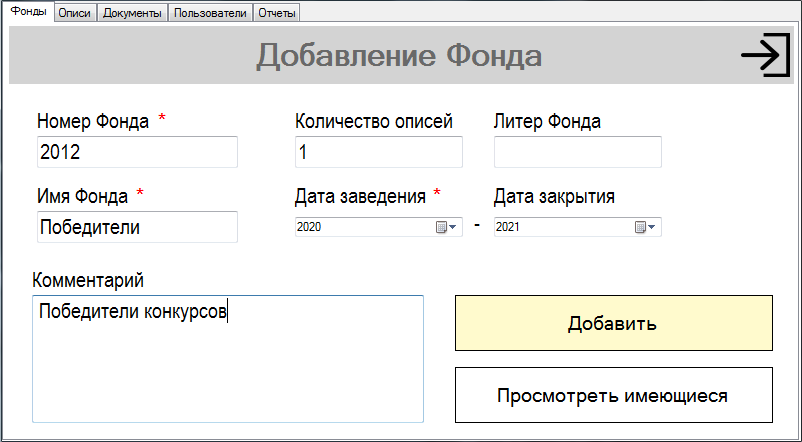 Фонды Описи Документы Пользователи Отчеты
Добавление Фонда
Номер Фонда * Количество описей Литер Фонда
2012 1
Имя Фонда * Дата заведения * Дата закрытия
Победители 2020 - 2021
Комментарий
Победители конкурсов
Добавить
Просмотреть имеющиеся